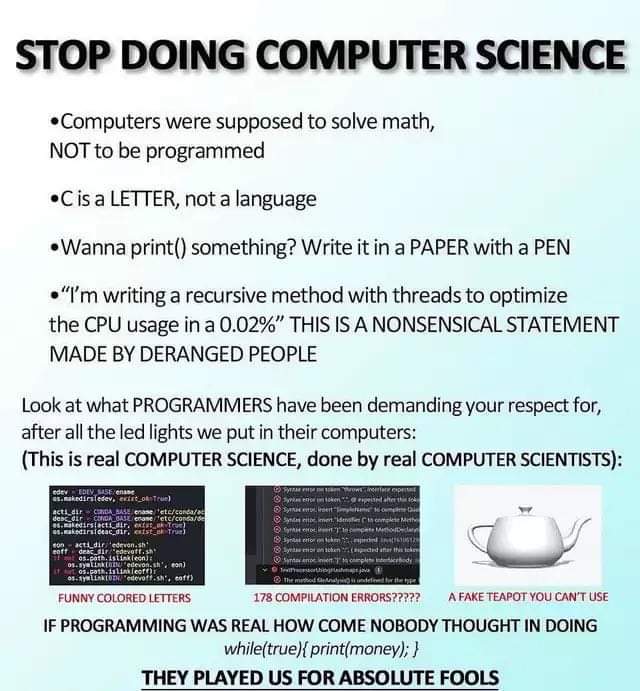 STOP DOING COMPUTER SCIENCE
•Computers were supposed to solve math,
NOT to be programmed
•C is a LETTER, not a language
•Wanna print() something? Write it in a PAPER with a PEN
•“I’m writing a recursive method with threads to optimize
the CPU usage in a 0.02%” THIS IS A NONSENSICAL STATEMENT
MADE BY DERANGED PEOPLE
Look at what PROGRAMMERS have been demanding your respect for,
after all the led lights we put in their computers:
(This is real COMPUTER SCIENCE, done by real COMPUTER SCIENTISTS):
edev = EDEV_BASE/ename
os.makedirs(edev, exist_ok=True)
acti_dir = CONDA_BASE/ename/'etc/conda/ac
deac_dir = CONDA_BASE/ename/'etc/conda/de
os.makedirs(acti_dir, exist_ok=True)
os.makedirs(deac_dir, exist_ok=True)
eon = acti_dir/'edevon.sh'
eoff = deac_dir/'edevoff.sh'
if not os.path.islink(eon):
os.symlink(BIN/'edevon.sh', eon)
if not os.path.islink(eoff):
os.symlink(BIN/'edevoff.sh', eoff)
Syntax error on token "throws", interface expected
Syntax error on token ".", @ expected after this token
Syntax error, insert "SimpleName" to complete Qual
Syntax error, insert "Identifier (" to complete Method
Syntax error, insert ")" to complete MethodDeclarat
Syntax error on token ";", , expected Java(1610612
Syntax error on token ".", ( expected after this token
Syntax error, insert "}" to complete InterfaceBody
TextProcessorUsingHashmaps.java
The method fileAnalysis() is undefined for the type
FUNNY COLORED LETTERS
178 COMPILATION ERRORS?????
A FAKE TEAPOT YOU CAN'T USE
IF PROGRAMMING WAS REAL HOW COME NOBODY THOUGHT IN DOING
while(true){ print(money); }
THEY PLAYED US FOR ABSOLUTE FOOLS